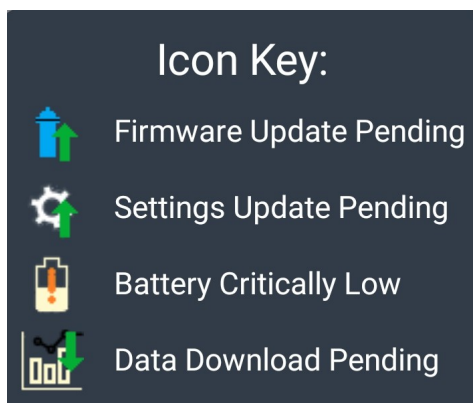 Icon Key:
Firmware Update Pending
Settings Update Pending
Battery Critically Low
Data Download Pending